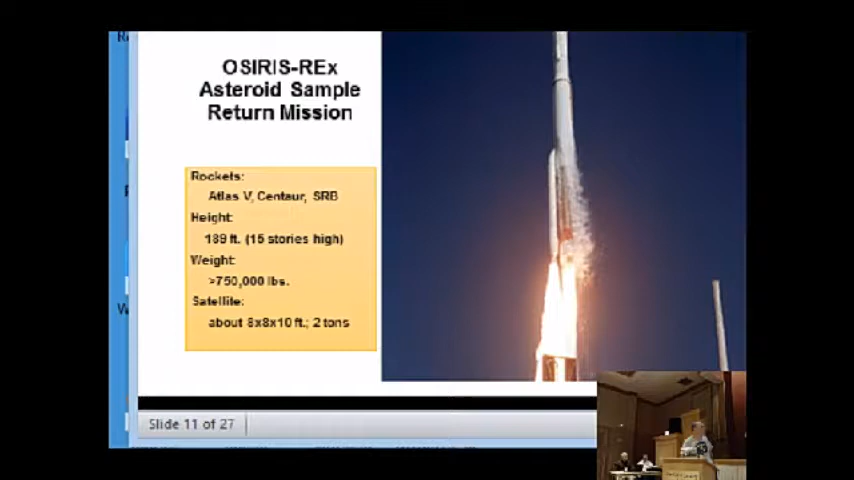 OSIRIS-REx
Asteroid Sample
Return Mission
Rockets:
Atlas V, Centaur, SRB
Height:
189 ft. (15 stories high)
Weight:
>750,000 lbs.
Satellite:
about 8x8x10 ft.; 2 tons
Slide 11 of 27